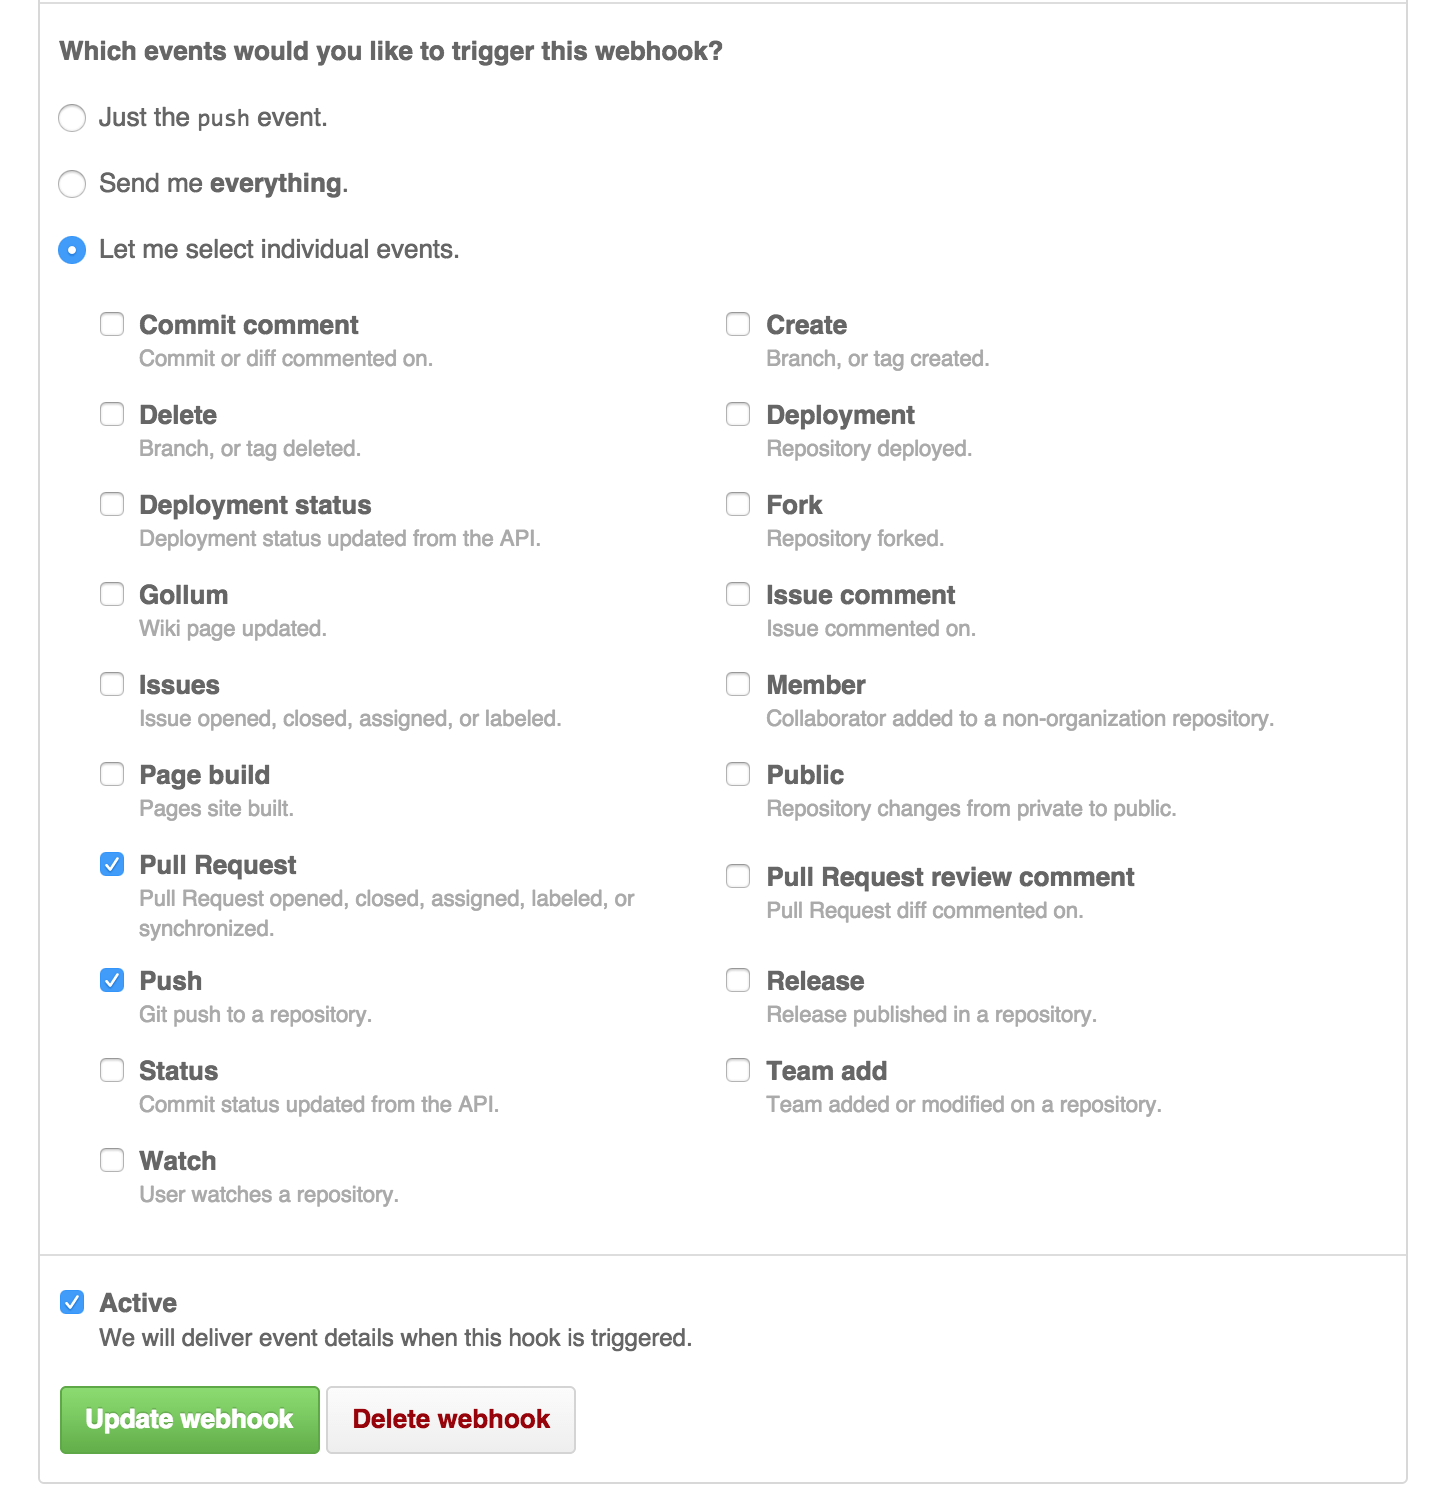 Which events would you like to trigger this webhook?
Just the push event.
Send me everything.
Let me select individual events.
Commit comment
Commit or diff commented on.
Create
Branch, or tag created.
Delete
Branch, or tag deleted.
Deployment
Repository deployed.
Deployment status
Deployment status updated from the API.
Fork
Repository forked.
Gollum
Wiki page updated.
Issue comment
Issue commented on.
Issues
Issue opened, closed, assigned, or labeled.
Member
Collaborator added to a non-organization repository.
Page build
Pages site built.
Public
Repository changes from private to public.
Pull Request
Pull Request opened, closed, assigned, labeled, or
synchronized.
Pull Request review comment
Pull Request diff commented on.
Push
Git push to a repository.
Release
Release published in a repository.
Status
Commit status updated from the API.
Team add
Team added or modified on a repository.
Watch
User watches a repository.
Active
We will deliver event details when this hook is triggered.
Update webhook
Delete webhook